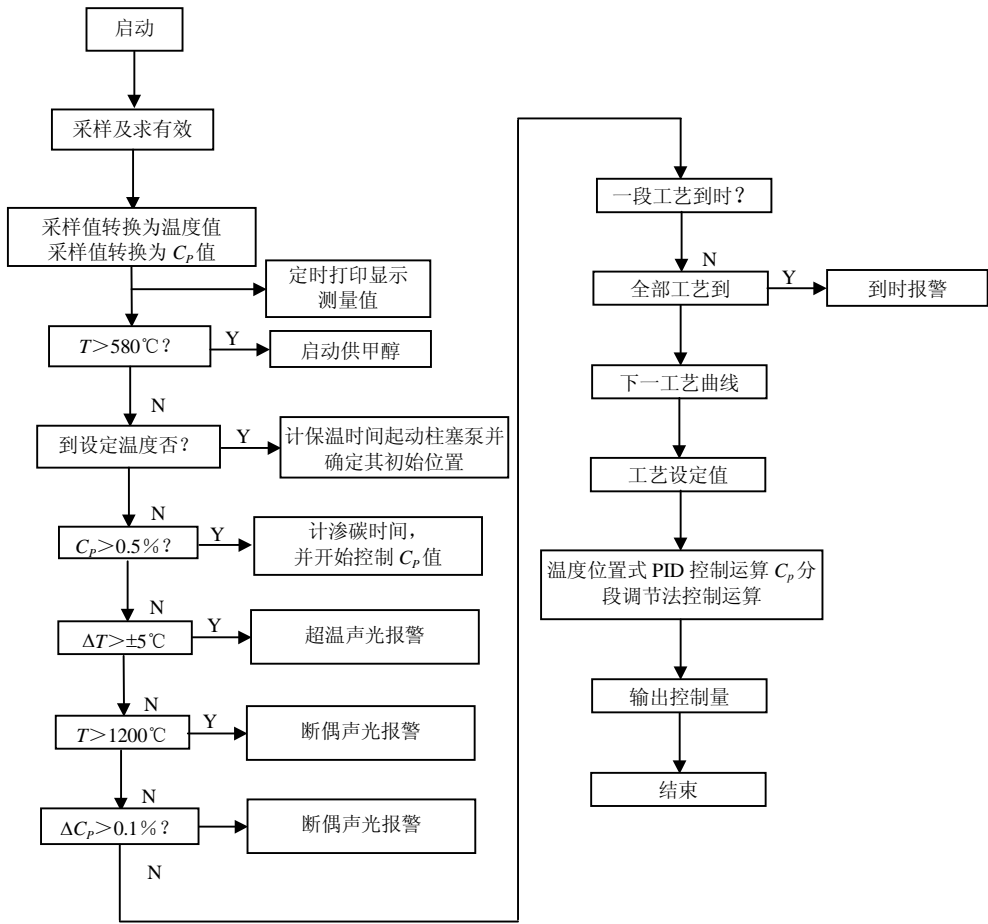 启动
采样及求有效
采样值转换为温度值
采样值转换为 CP 值
定时打印显示
测量值
T＞580℃？
Y
启动供甲醇
N
到设定温度否？
Y
计保温时间起动柱塞泵并
确定其初始位置
N
CP＞0.5％？
Y
计渗碳时间，
并开始控制 CP 值
N
ΔT＞±5℃
Y
超温声光报警
N
T＞1200℃
Y
断偶声光报警
N
ΔCP＞0.1％？
断偶声光报警
N
一段工艺到时？
N
全部工艺到
Y
到时报警
下一工艺曲线
工艺设定值
温度位置式 PID 控制运算 Cp 分
段调节法控制运算
输出控制量
结束